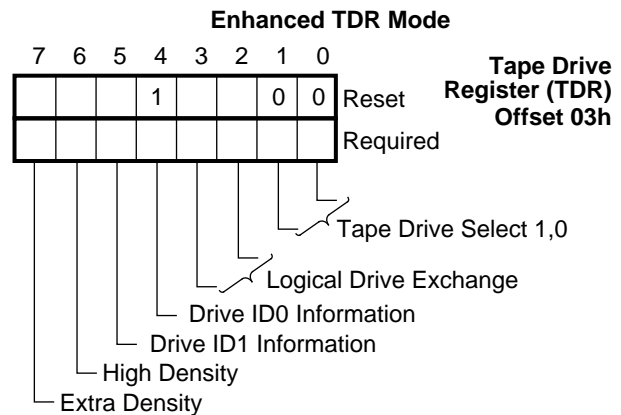 Enhanced TDR Mode
7 6 5 4 3 2 1 0
Tape Drive
Register (TDR)
Offset 03h
1 0 0 Reset
Required
Tape Drive Select 1,0
Logical Drive Exchange
Drive ID0 Information
Drive ID1 Information
High Density
Extra Density